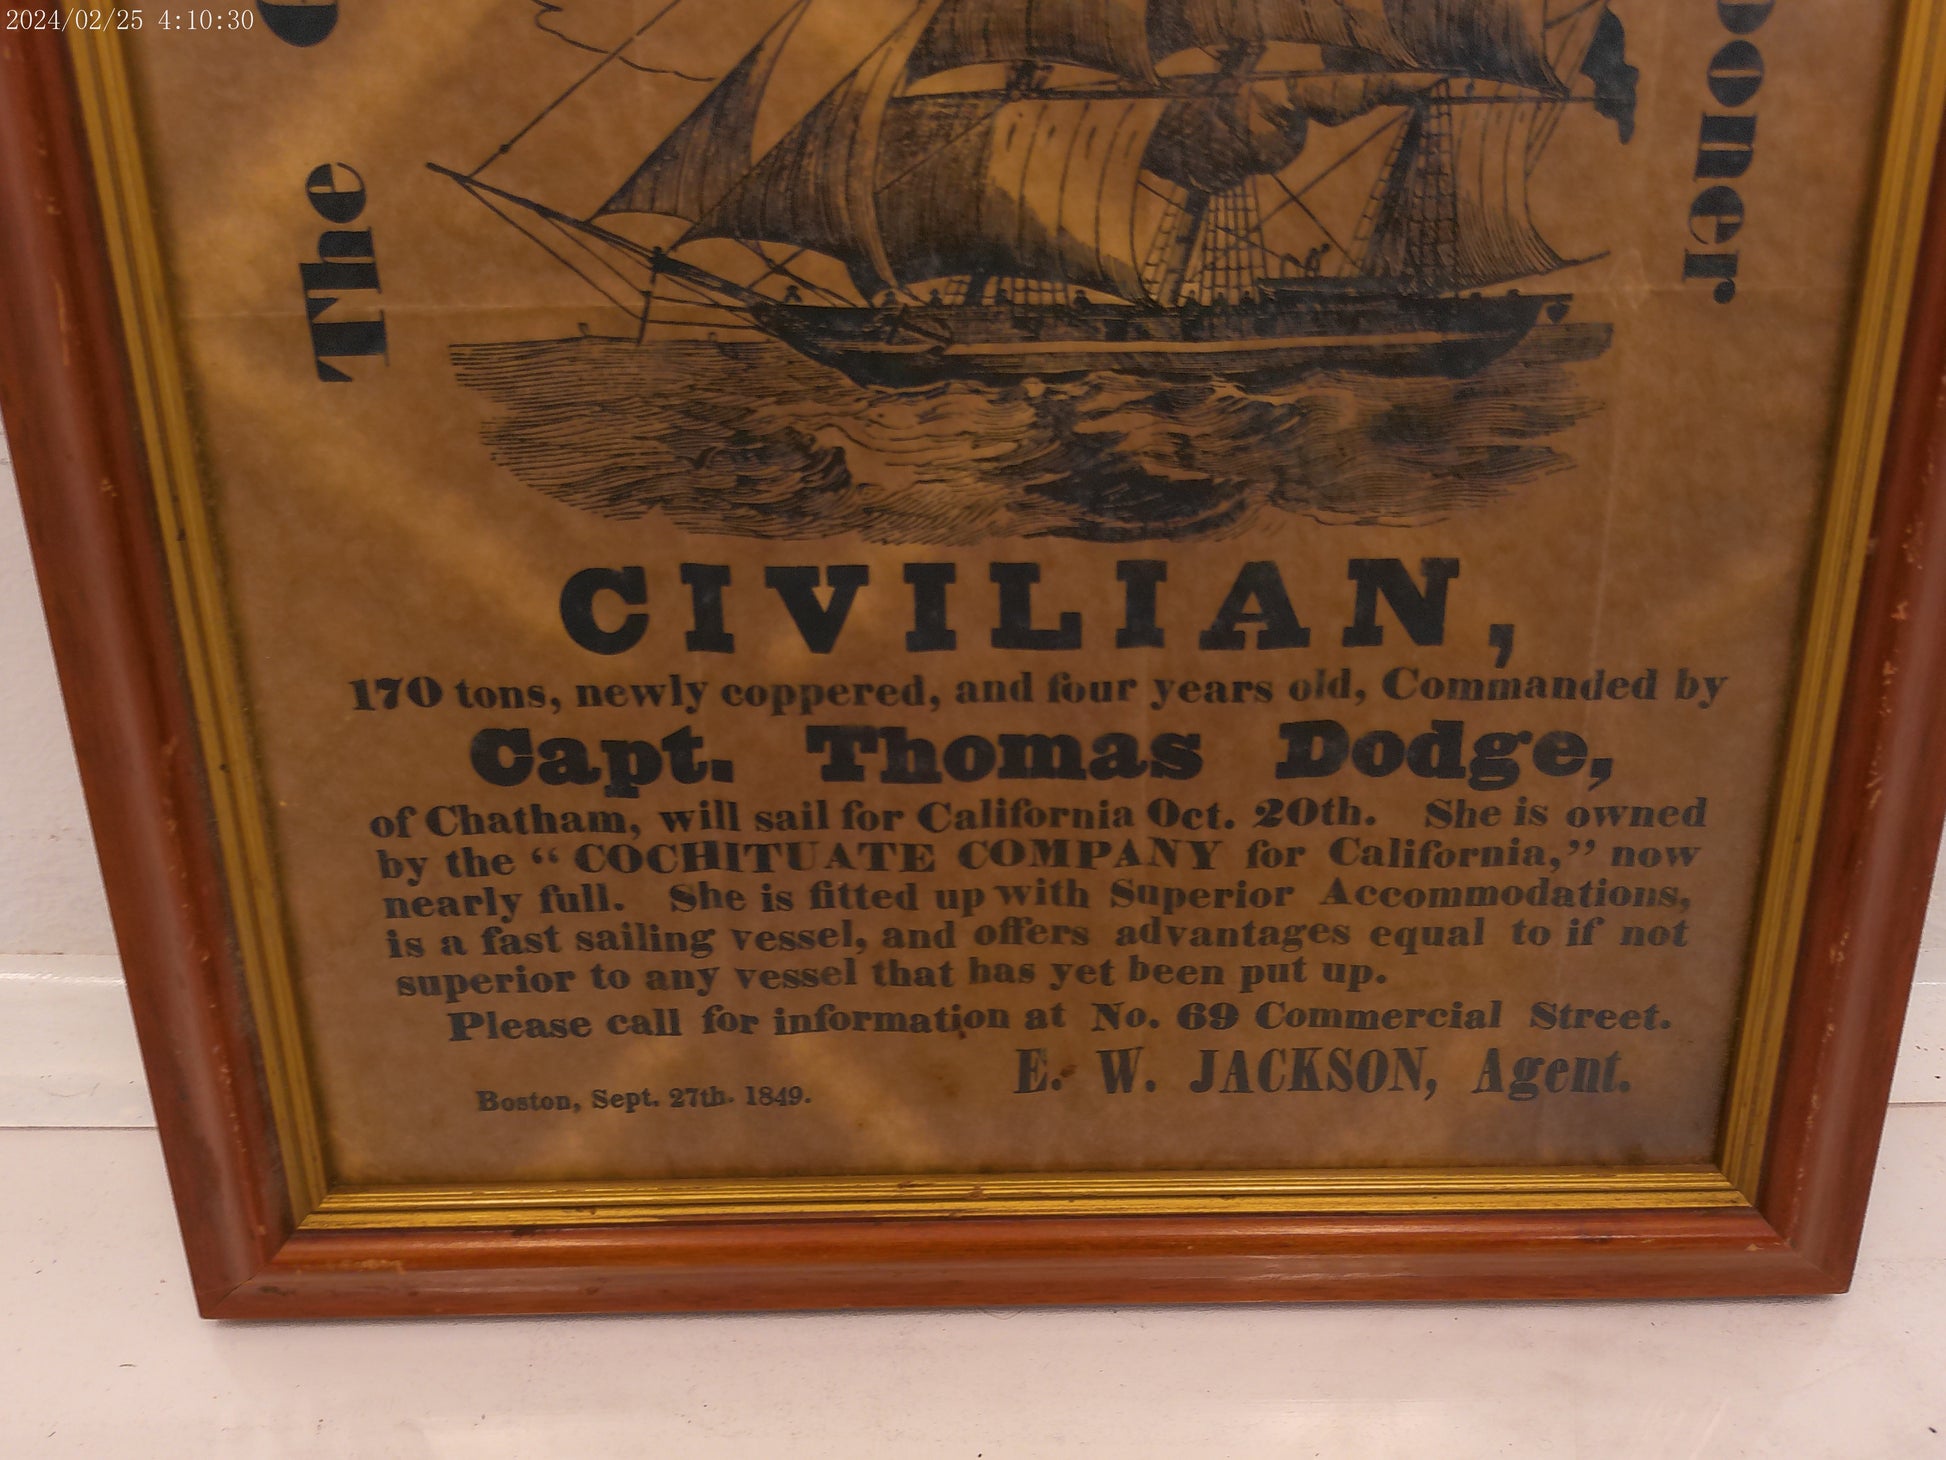 2024/02/25 4:10:30
The
CIVILIAN,
170 tons, newly coppered, and four years old, Commanded by
Capt. Thomas Dodge,
of Chatham, will sail for California Oct. 20th. She is owned
by the “ COCHITUATE COMPANY for California,” now
nearly full. She is fitted up with Superior Accommodations,
is a fast sailing vessel, and offers advantages equal to if not
superior to any vessel that has yet been put up.
Please call for information at No. 69 Commercial Street.
E. W. JACKSON, Agent.
Boston, Sept. 27th. 1849.